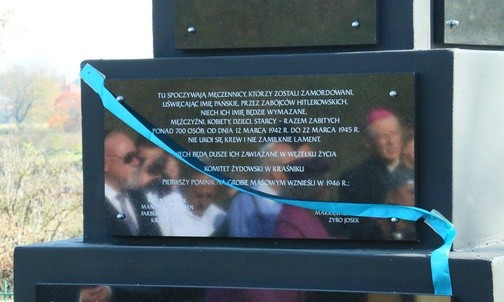 TU SPOCZYWAJĄ MĘCZENNICY, KTÓRZY ZOSTALI ZAMORDOWANI,
UŚWIĘCAJĄC IMIĘ PAŃSKIE, PRZEZ ZABÓJCÓW HITLEROWSKICH.
NIECH ICH IMIĘ BĘDZIE WYMAZANE.
MĘŻCZYŹNI, KOBIETY, DZIECI, STARCY - RAZEM ZABITYCH
PONAD 700 OSÓB, OD DNIA 12 MARCA 1942 R. DO 22 MARCA 1945 R.
NIE UKOI SIĘ KREW I NIE ZAMILKNIE LAMENT.
NIECH BĘDĄ DUSZE ICH ZAWIĄZANE W WĘZEŁKU ŻYCIA
KOMITET ŻYDOWSKI W KRAŚNIKU
PIERWSZY POMNIK NA GROBIE MASOWYM WZNIEŚLI W 1946 R.:
ZYRO JOSEK